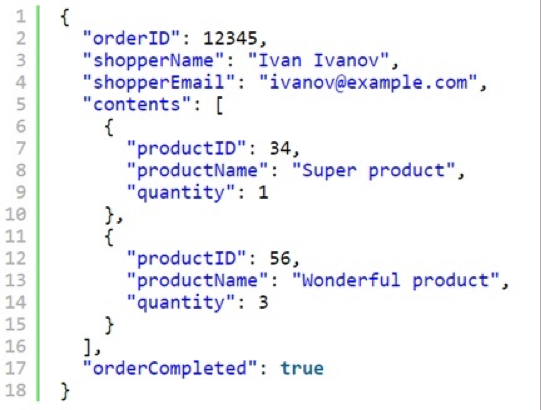 1 {
2   "orderID": 12345,
3   "shopperName": "Ivan Ivanov",
4   "shopperEmail": "ivanov@example.com",
5   "contents": [
6     {
7       "productID": 34,
8       "productName": "Super product",
9       "quantity": 1
10     },
11     {
12       "productID": 56,
13       "productName": "Wonderful product",
14       "quantity": 3
15     }
16   ],
17   "orderCompleted": true
18 }